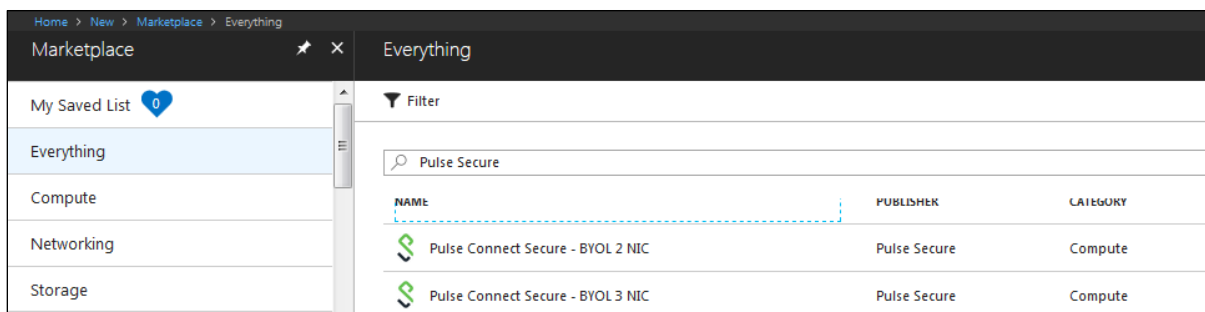 Home > New > Marketplace > Everything
Marketplace
Everything
My Saved List 0
Filter
Everything
Pulse Secure
Compute
NAME PUBLISHER CATEGORY
Networking
Pulse Connect Secure - BYOL 2 NIC Pulse Secure Compute
Storage
Pulse Connect Secure - BYOL 3 NIC Pulse Secure Compute